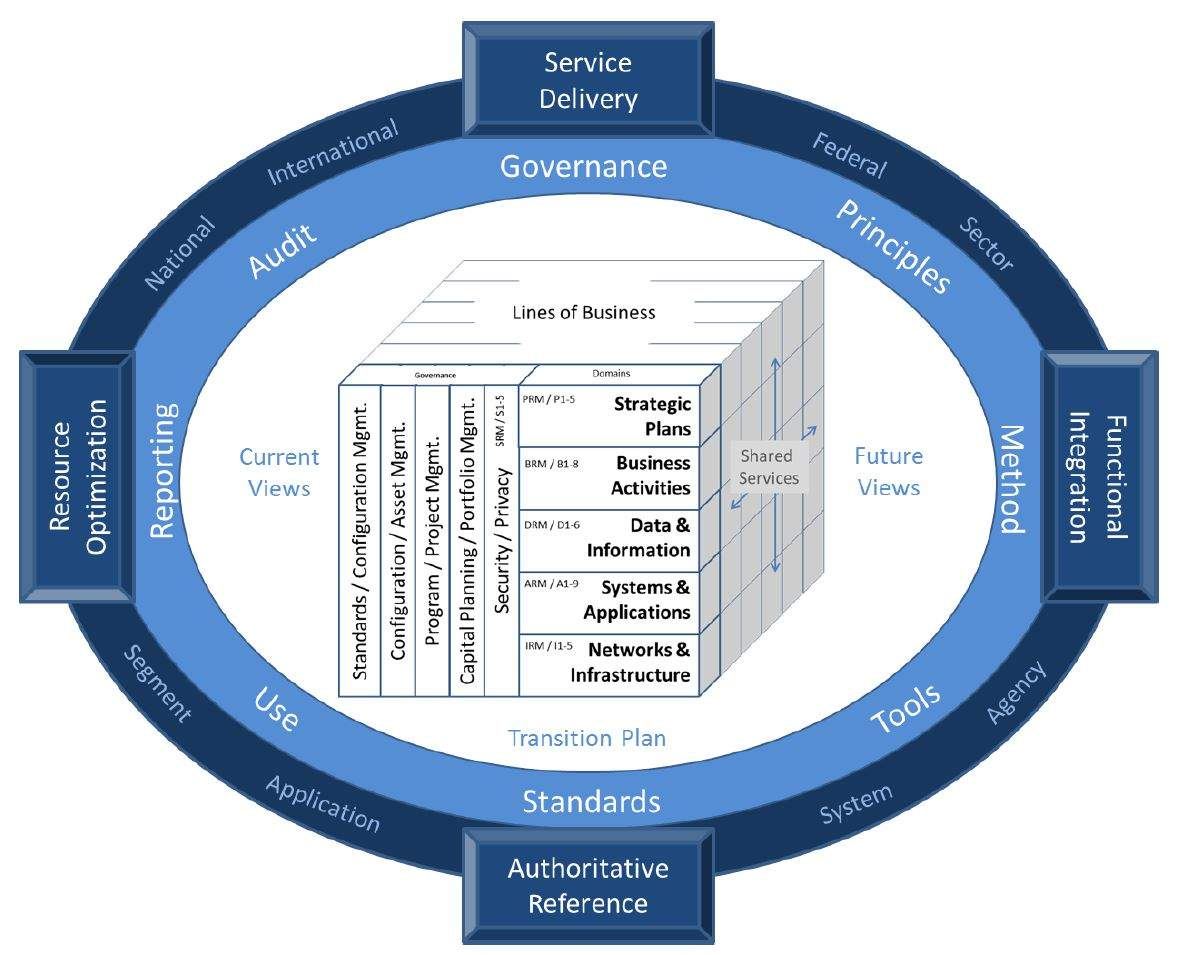 Service
Delivery
International
Federal
Governance
National
Audit
Principles
Sector
Lines of Business
Governance
Domains
Resource
Optimization
Reporting
Current
Views
Standards / Configuration Mgmt.
Configuration / Asset Mgmt.
Program / Project Mgmt.
Capital Planning / Portfolio Mgmt.
Security / Privacy
SRM / S1-5
PRM / P1-5
Strategic
Plans
BRM / B1-8
Business
Activities
DRM / D1-6
Data &
Information
ARM / A1-9
Systems &
Applications
IRM / I1-5
Networks &
Infrastructure
Shared
Services
Future
Views
Method
Functional
Integration
Segment
Use
Transition Plan
Tools
Agency
Application
Standards
System
Authoritative
Reference